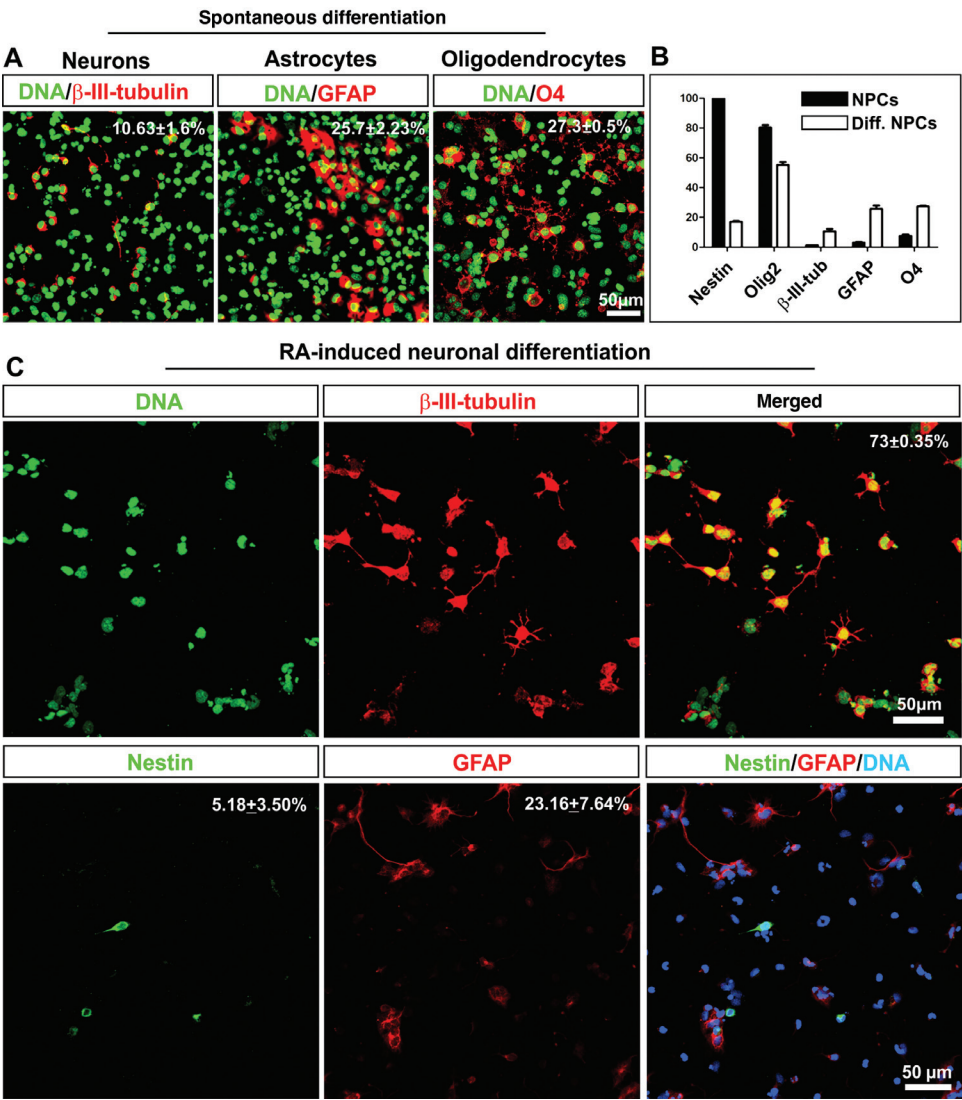 Spontaneous differentiation
A
Neurons
Astrocytes
Oligodendrocytes
DNA/β-III-tubulin
DNA/GFAP
DNA/O4
10.63±1.6%
25.7±2.23%
27.3±0.5%
50µm
B
100
80
60
40
20
0
NPCs
Diff. NPCs
Nestin
Olig2
β-III-tub
GFAP
O4
RA-induced neuronal differentiation
C
DNA
β-III-tubulin
Merged
73±0.35%
50µm
Nestin
GFAP
Nestin/GFAP/DNA
5.18±3.50%
23.16±7.64%
50 µm